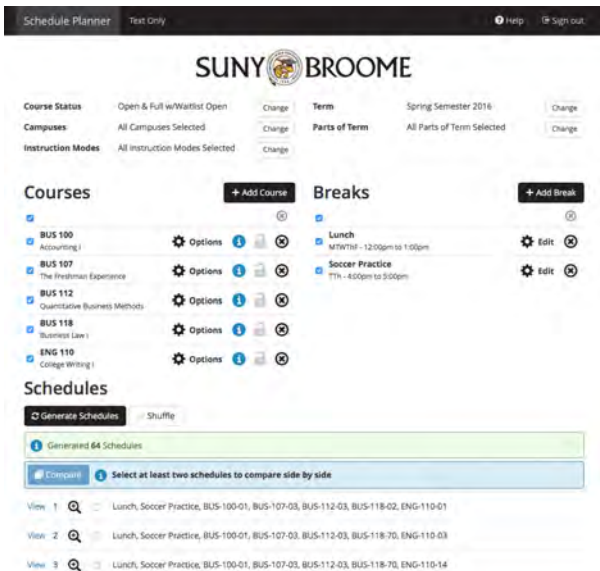 Schedule Planner Text Only Help Sign out
SUNY BROOME
Course Status Open & Full w/Waitlist Open Change Term Spring Semester 2016 Change
Campuses All Campuses Selected Change Parts of Term All Parts of Term Selected Change
Instruction Modes All Instruction Modes Selected Change
Courses + Add Course Breaks + Add Break
BUS 100 Lunch
Accounting I Options MTWThF - 12:00pm to 1:00pm Edit
BUS 107 Soccer Practice
The Freshman Experience Options TTh - 4:00pm to 5:00pm Edit
BUS 112
Quantitative Business Methods Options
BUS 118
Business Law I Options
ENG 110
College Writing I Options
Schedules
Generate Schedules Shuffle
Generated 64 Schedules
Compare Select at least two schedules to compare side by side
View 1 Lunch, Soccer Practice, BUS-100-01, BUS-107-03, BUS-112-03, BUS-118-02, ENG-110-01
View 2 Lunch, Soccer Practice, BUS-100-01, BUS-107-03, BUS-112-03, BUS-118-70, ENG-110-03
View 3 Lunch, Soccer Practice, BUS-100-01, BUS-107-03, BUS-112-03, BUS-118-70, ENG-110-14